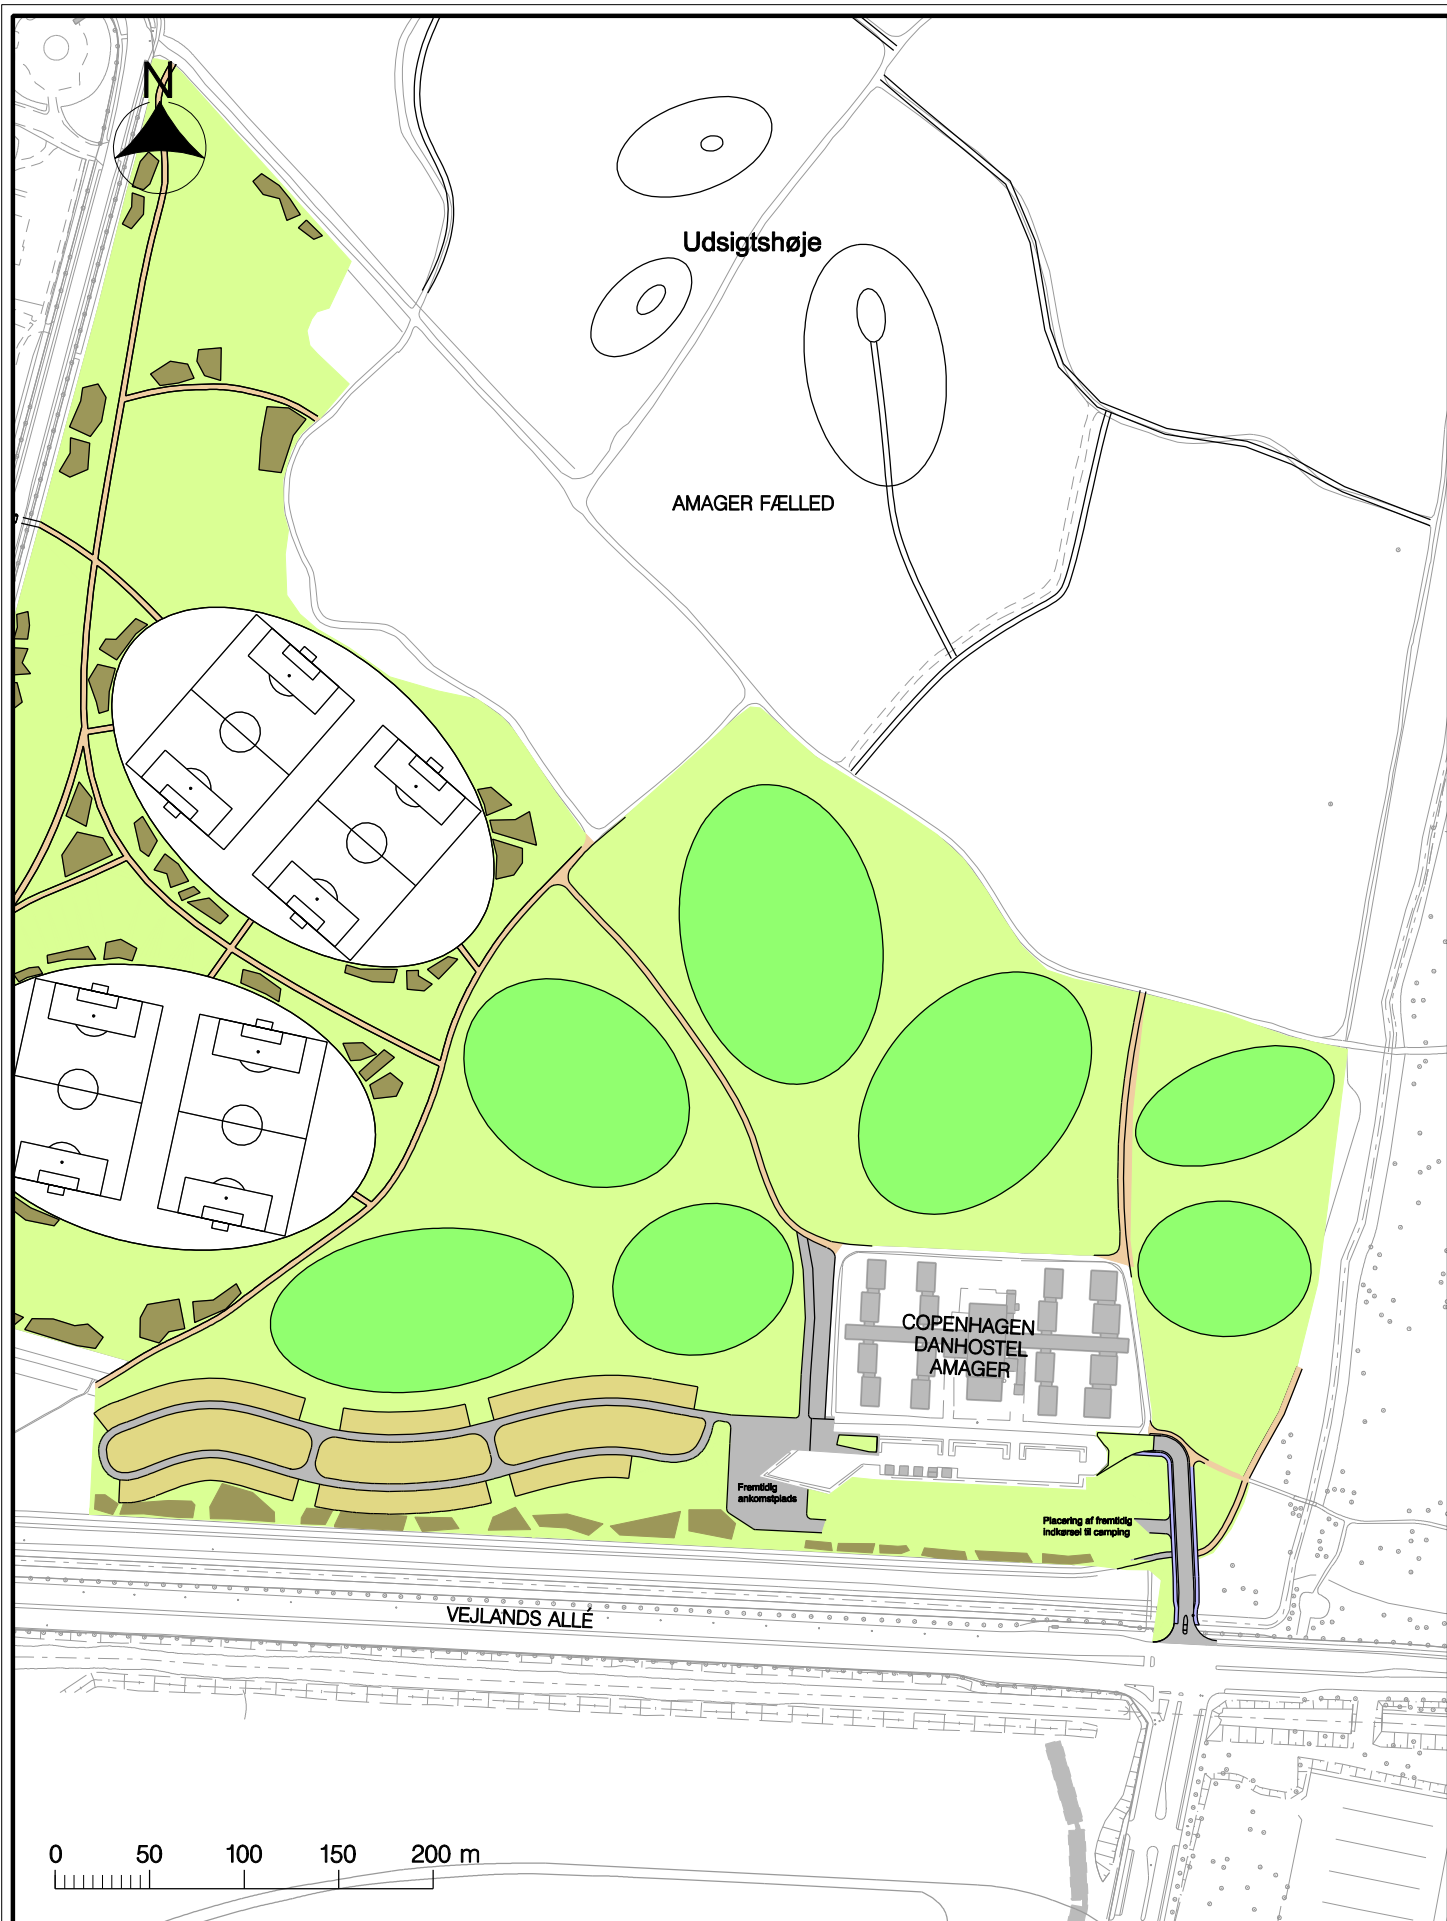 N
Udsigtshøje
AMAGER FÆLLED
COPENHAGEN
DANHOSTEL
AMAGER
Fremtidig
ankomstplads
Placering af fremtidig
indkørsel til camping
VEJLANDS ALLÉ
0 50 100 150 200 m